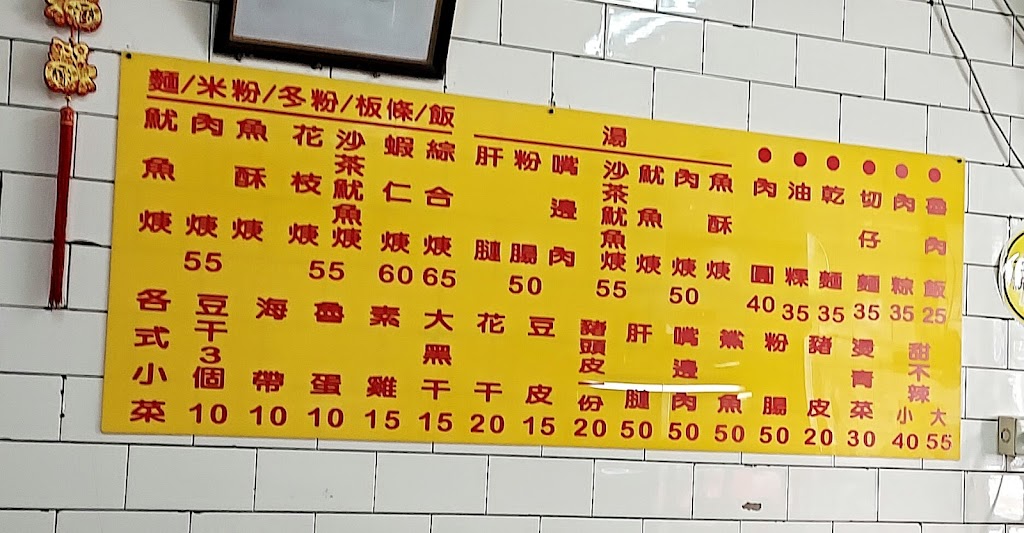 麵/米粉/冬粉/板條/飯
魷魚焿
肉焿
魚酥焿
55
花枝焿
沙茶魷魚焿
55
蝦仁焿
60
綜合焿
65
湯
肝腱
粉腸
嘴邊肉
50
沙茶魷魚焿
55
魷魚焿
肉焿
魚酥焿
50
肉圓
40
油粿
35
乾麵
35
切仔麵
35
肉粽
35
魯肉飯
25
各式小菜
豆干3個
10
海帶
10
魯蛋
10
素雞
15
大黑干
15
花干
20
豆皮
15
豬頭皮一份
20
肝腱
50
嘴邊肉
50
鯊魚
50
粉腸
50
豬皮
20
燙青菜
30
甜不辣
小 大
40 55